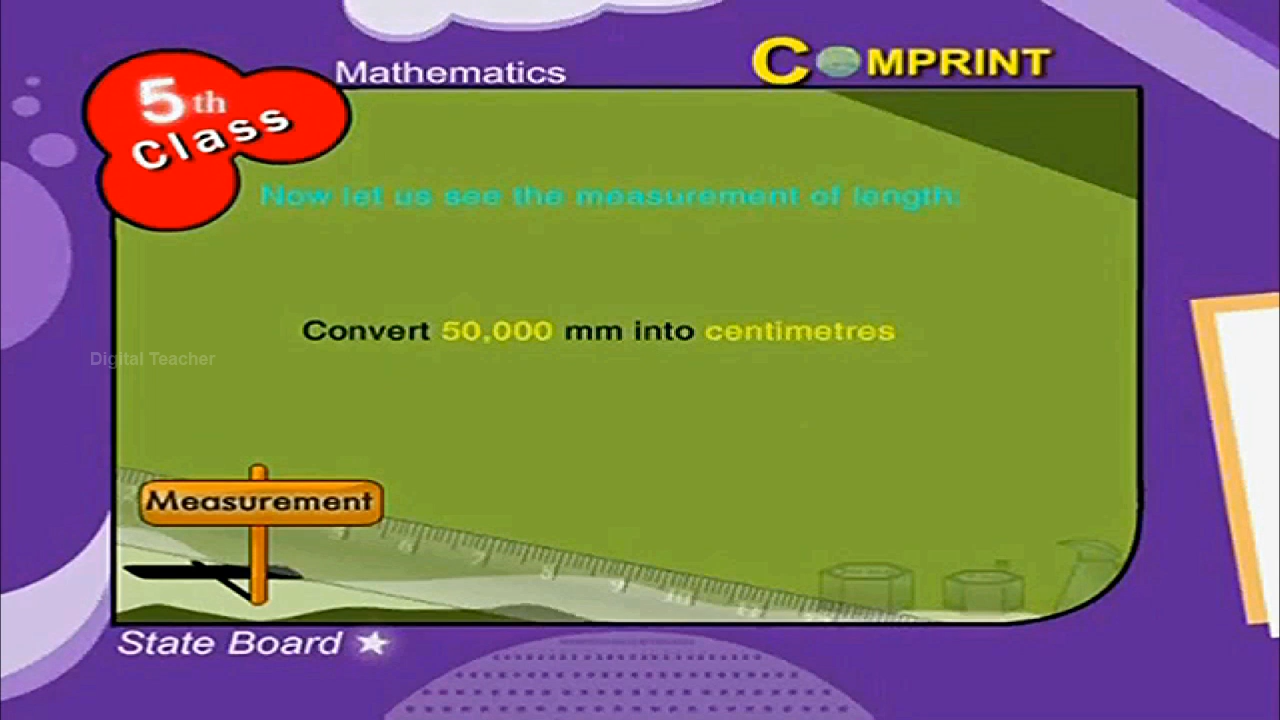 Mathematics
COMPRINT
5th
Class
Now let us see the measurement of length:
Convert 50,000 mm into centimetres
Digital Teacher
Measurement
State Board